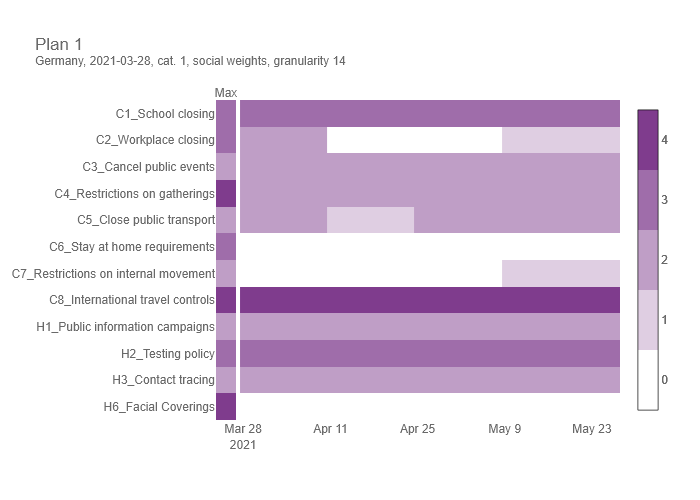 Plan 1
Germany, 2021-03-28, cat. 1, social weights, granularity 14
Max
C1_School closing
C2_Workplace closing
C3_Cancel public events
C4_Restrictions on gatherings
C5_Close public transport
C6_Stay at home requirements
C7_Restrictions on internal movement
C8_International travel controls
H1_Public information campaigns
H2_Testing policy
H3_Contact tracing
H6_Facial Coverings
Mar 28 Apr 11 Apr 25 May 9 May 23
2021
4
3
2
1
0